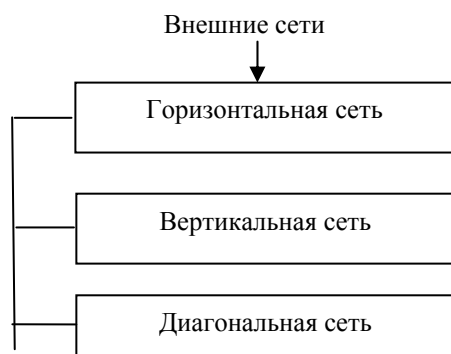 Внешние сети
Горизонтальная сеть
Вертикальная сеть
Диагональная сеть